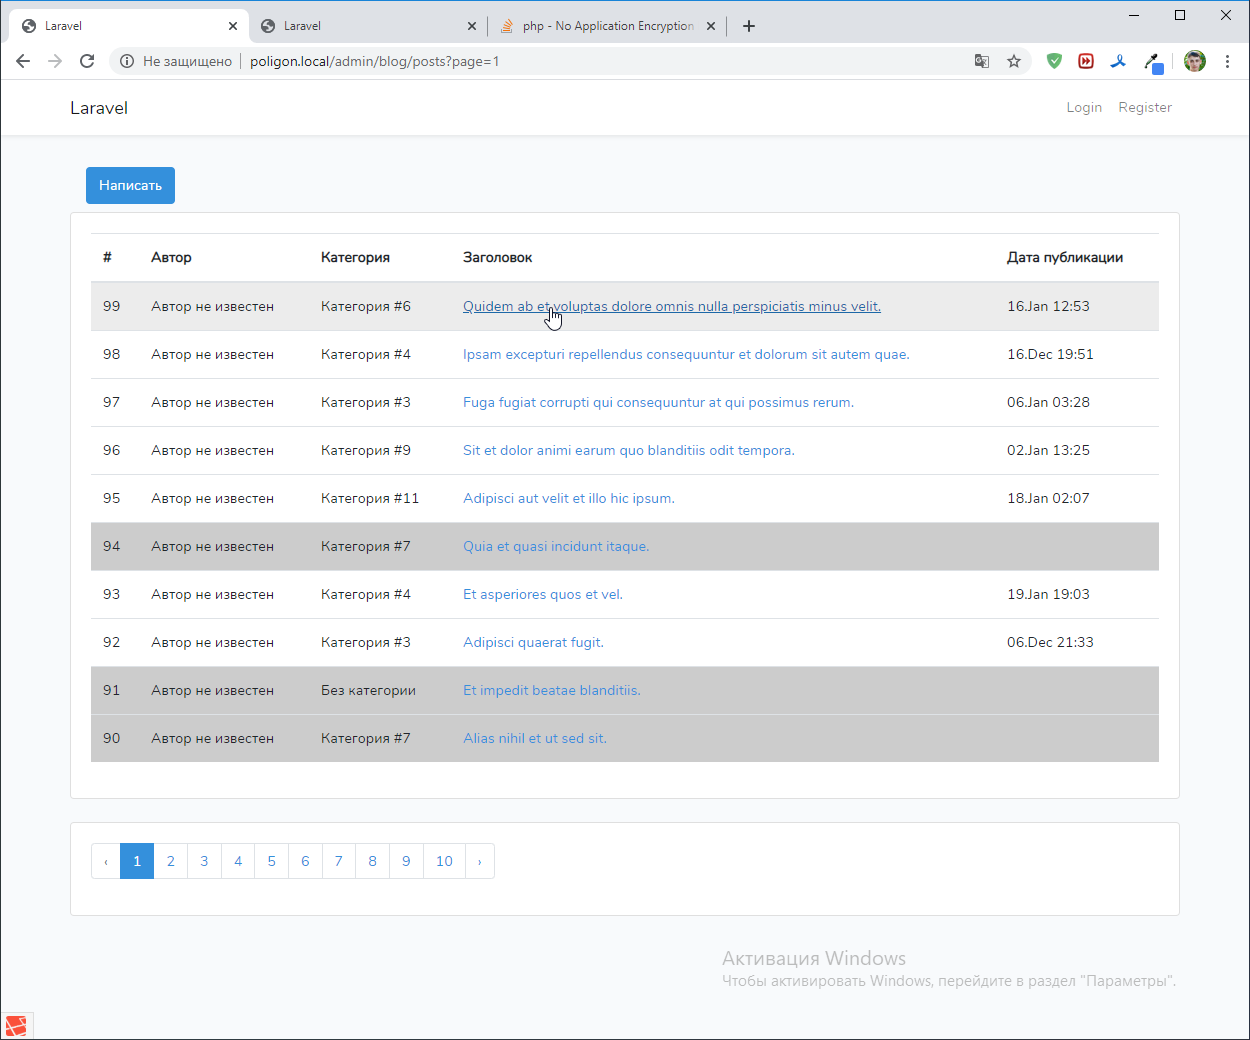 Laravel
Laravel
php - No Application Encryption
Не защищено
poligon.local/admin/blog/posts?page=1
Laravel
Login Register
Написать
# Автор Категория Заголовок Дата публикации
99 Автор не известен Категория #6 Quidem ab et voluptas dolore omnis nulla perspiciatis minus velit. 16.Jan 12:53
98 Автор не известен Категория #4 Ipsam excepturi repellendus consequuntur et dolorum sit autem quae. 16.Dec 19:51
97 Автор не известен Категория #3 Fuga fugiat corrupti qui consequuntur at qui possimus rerum. 06.Jan 03:28
96 Автор не известен Категория #9 Sit et dolor animi earum quo blanditiis odit tempora. 02.Jan 13:25
95 Автор не известен Категория #11 Adipisci aut velit et illo hic ipsum. 18.Jan 02:07
94 Автор не известен Категория #7 Quia et quasi incidunt itaque.
93 Автор не известен Категория #4 Et asperiores quos et vel. 19.Jan 19:03
92 Автор не известен Категория #3 Adipisci quaerat fugit. 06.Dec 21:33
91 Автор не известен Без категории Et impedit beatae blanditiis.
90 Автор не известен Категория #7 Alias nihil et ut sed sit.
‹ 1 2 3 4 5 6 7 8 9 10 ›
Активация Windows
Чтобы активировать Windows, перейдите в раздел "Параметры".